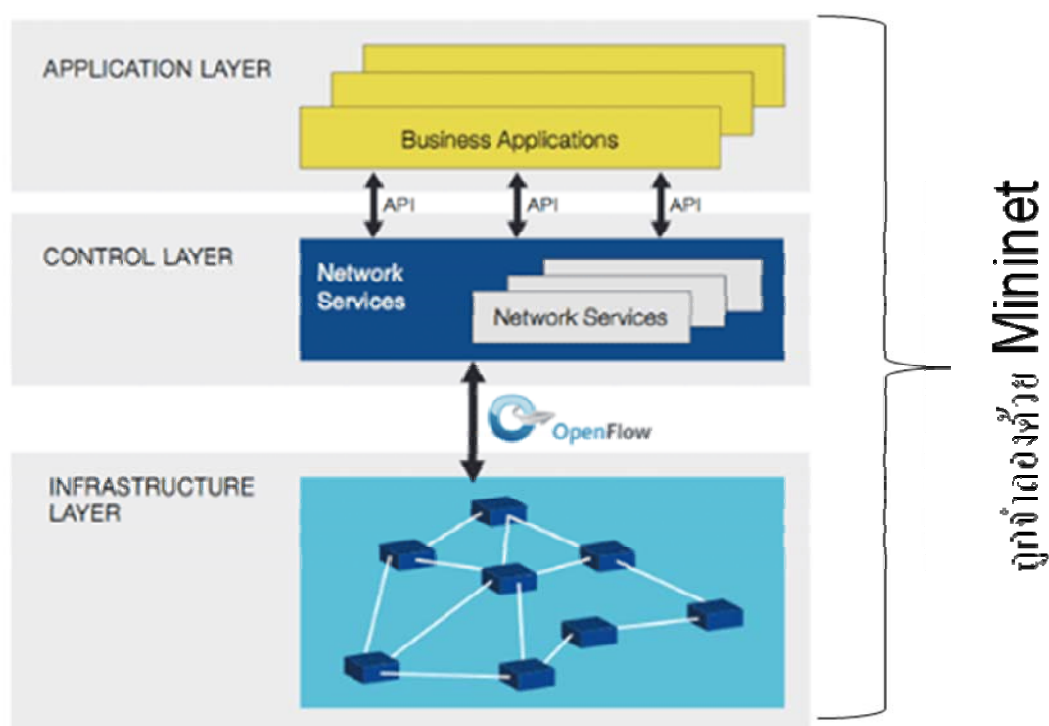 APPLICATION LAYER
Business Applications
API
API
API
CONTROL LAYER
Network
Services
Network Services
OpenFlow
INFRASTRUCTURE
LAYER
ถูกจำลองด้วย Mininet